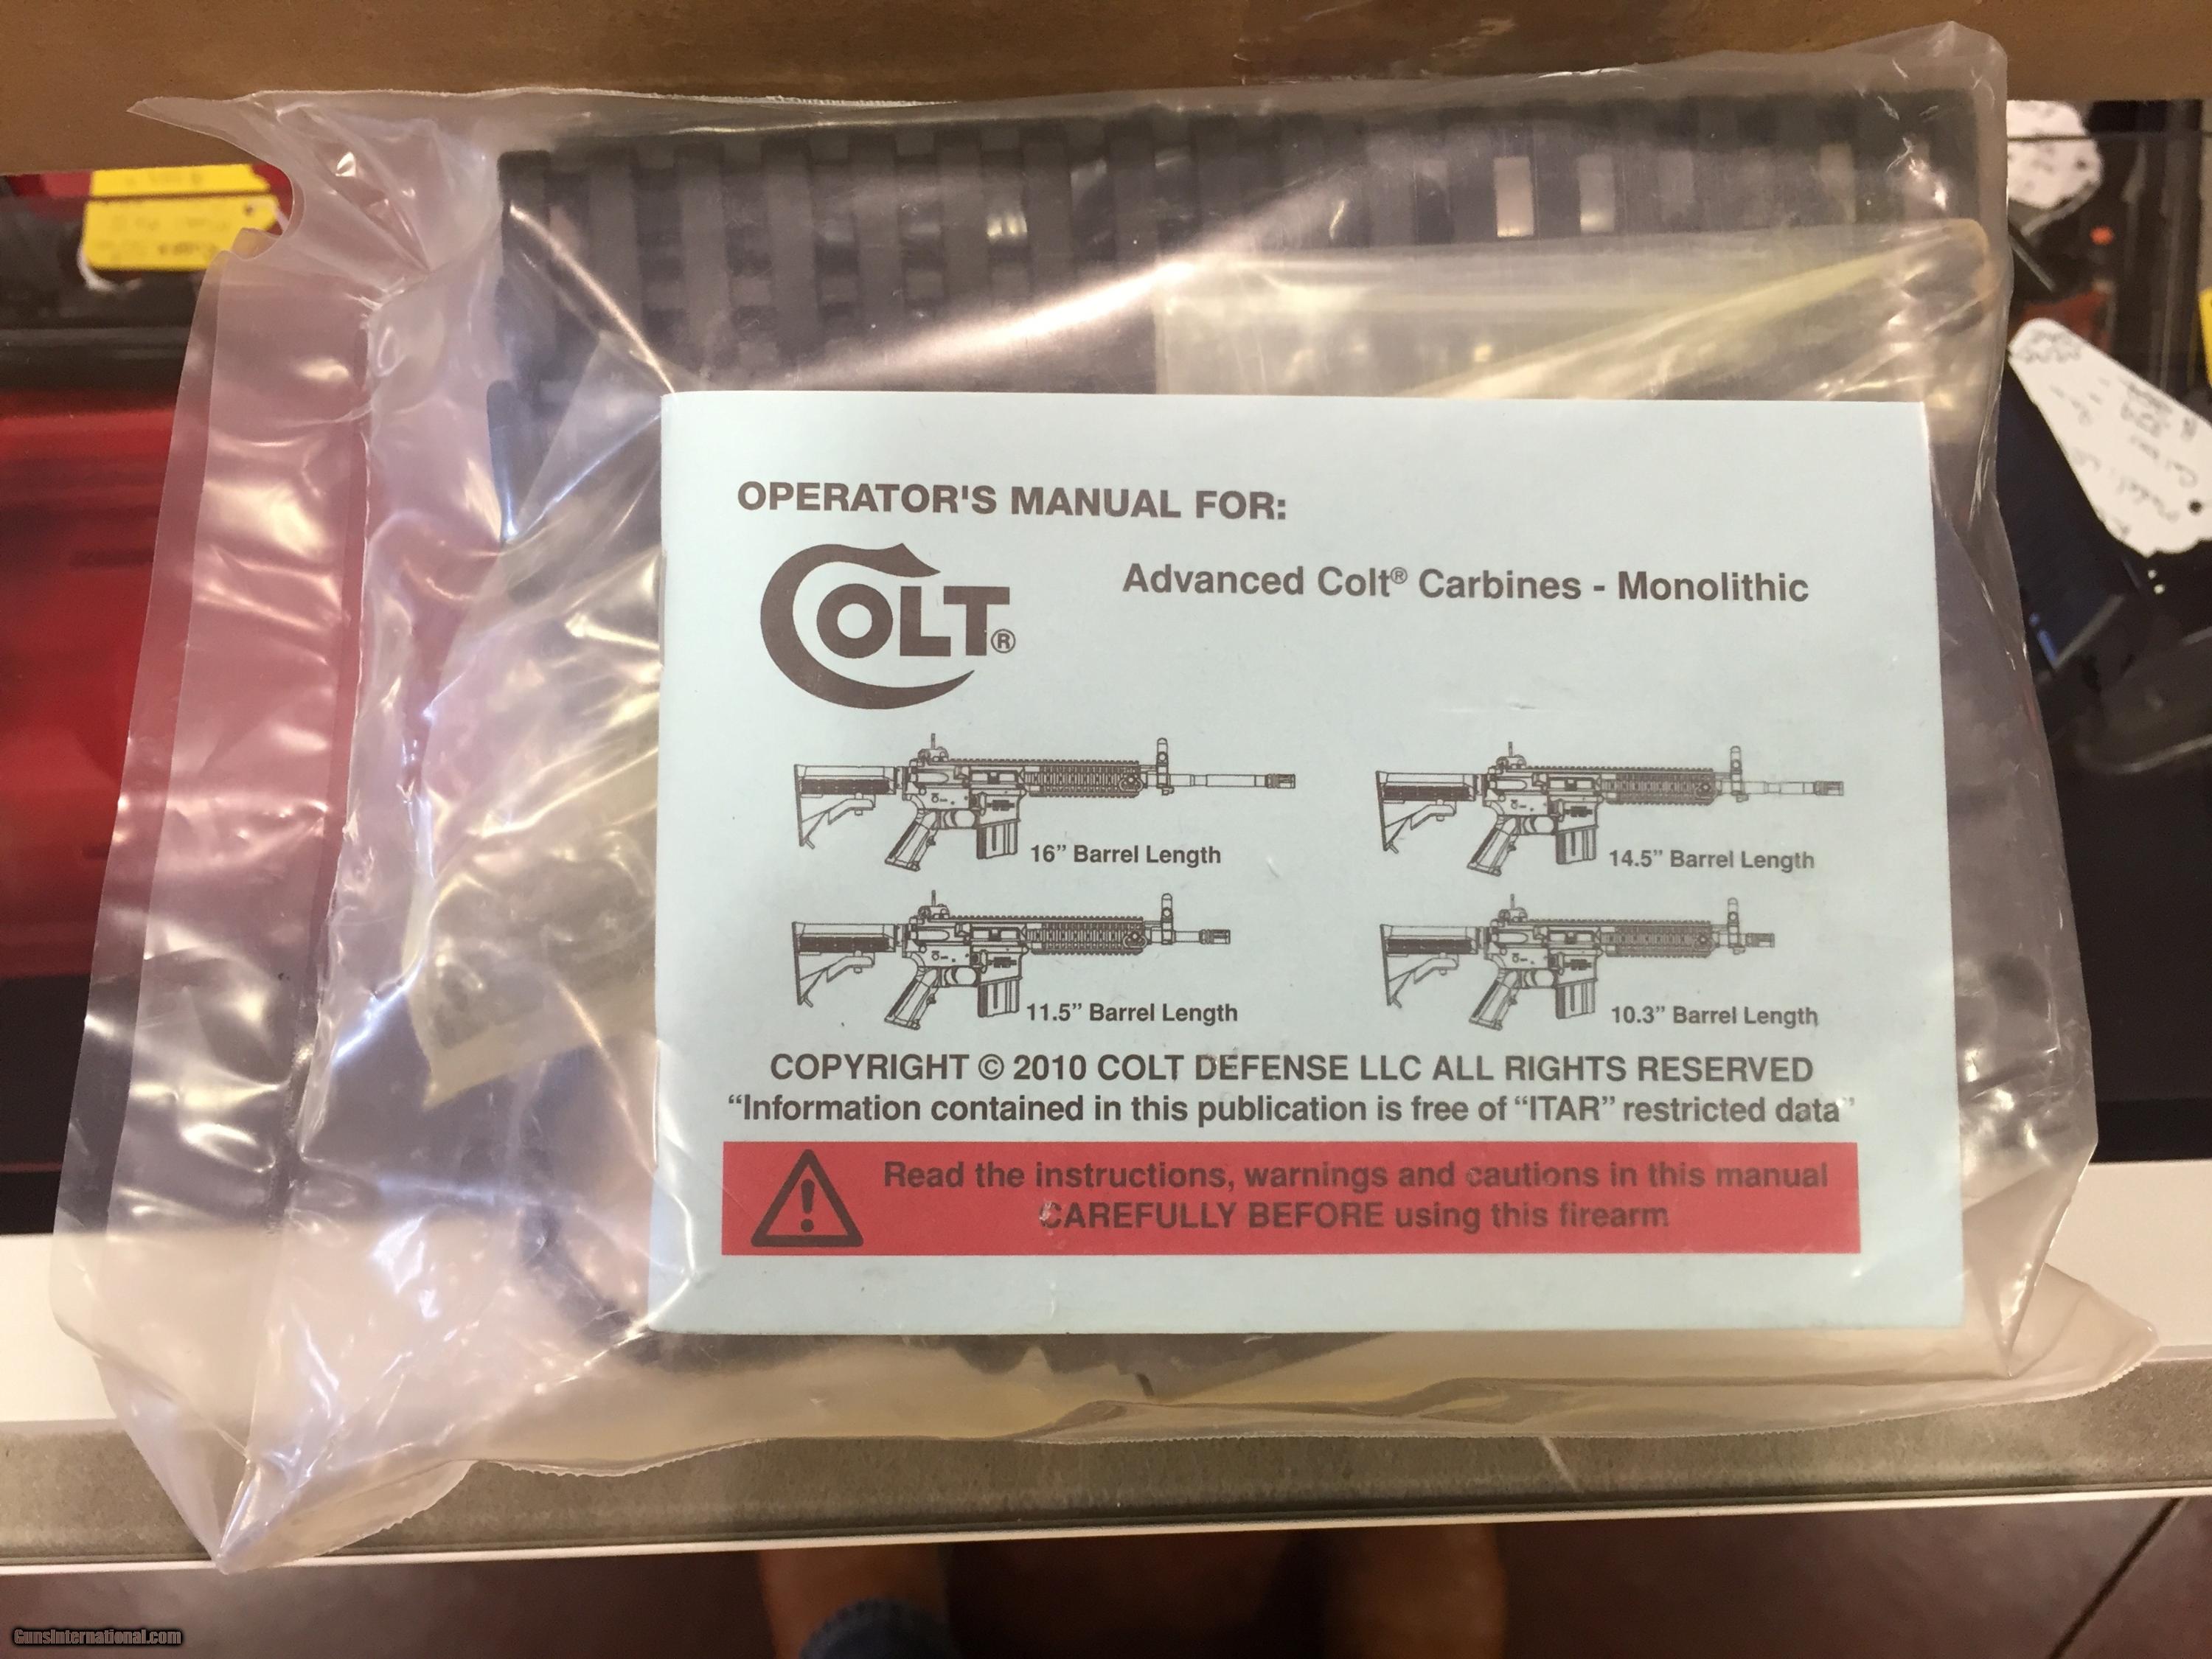 OPERATOR'S MANUAL FOR:
COLT®
Advanced Colt® Carbines - Monolithic
16” Barrel Length
14.5” Barrel Length
11.5” Barrel Length
10.3” Barrel Length
COPYRIGHT © 2010 COLT DEFENSE LLC ALL RIGHTS RESERVED
“Information contained in this publication is free of “ITAR” restricted data”
Read the instructions, warnings and cautions in this manual
CAREFULLY BEFORE using this firearm
GunsInternational.com